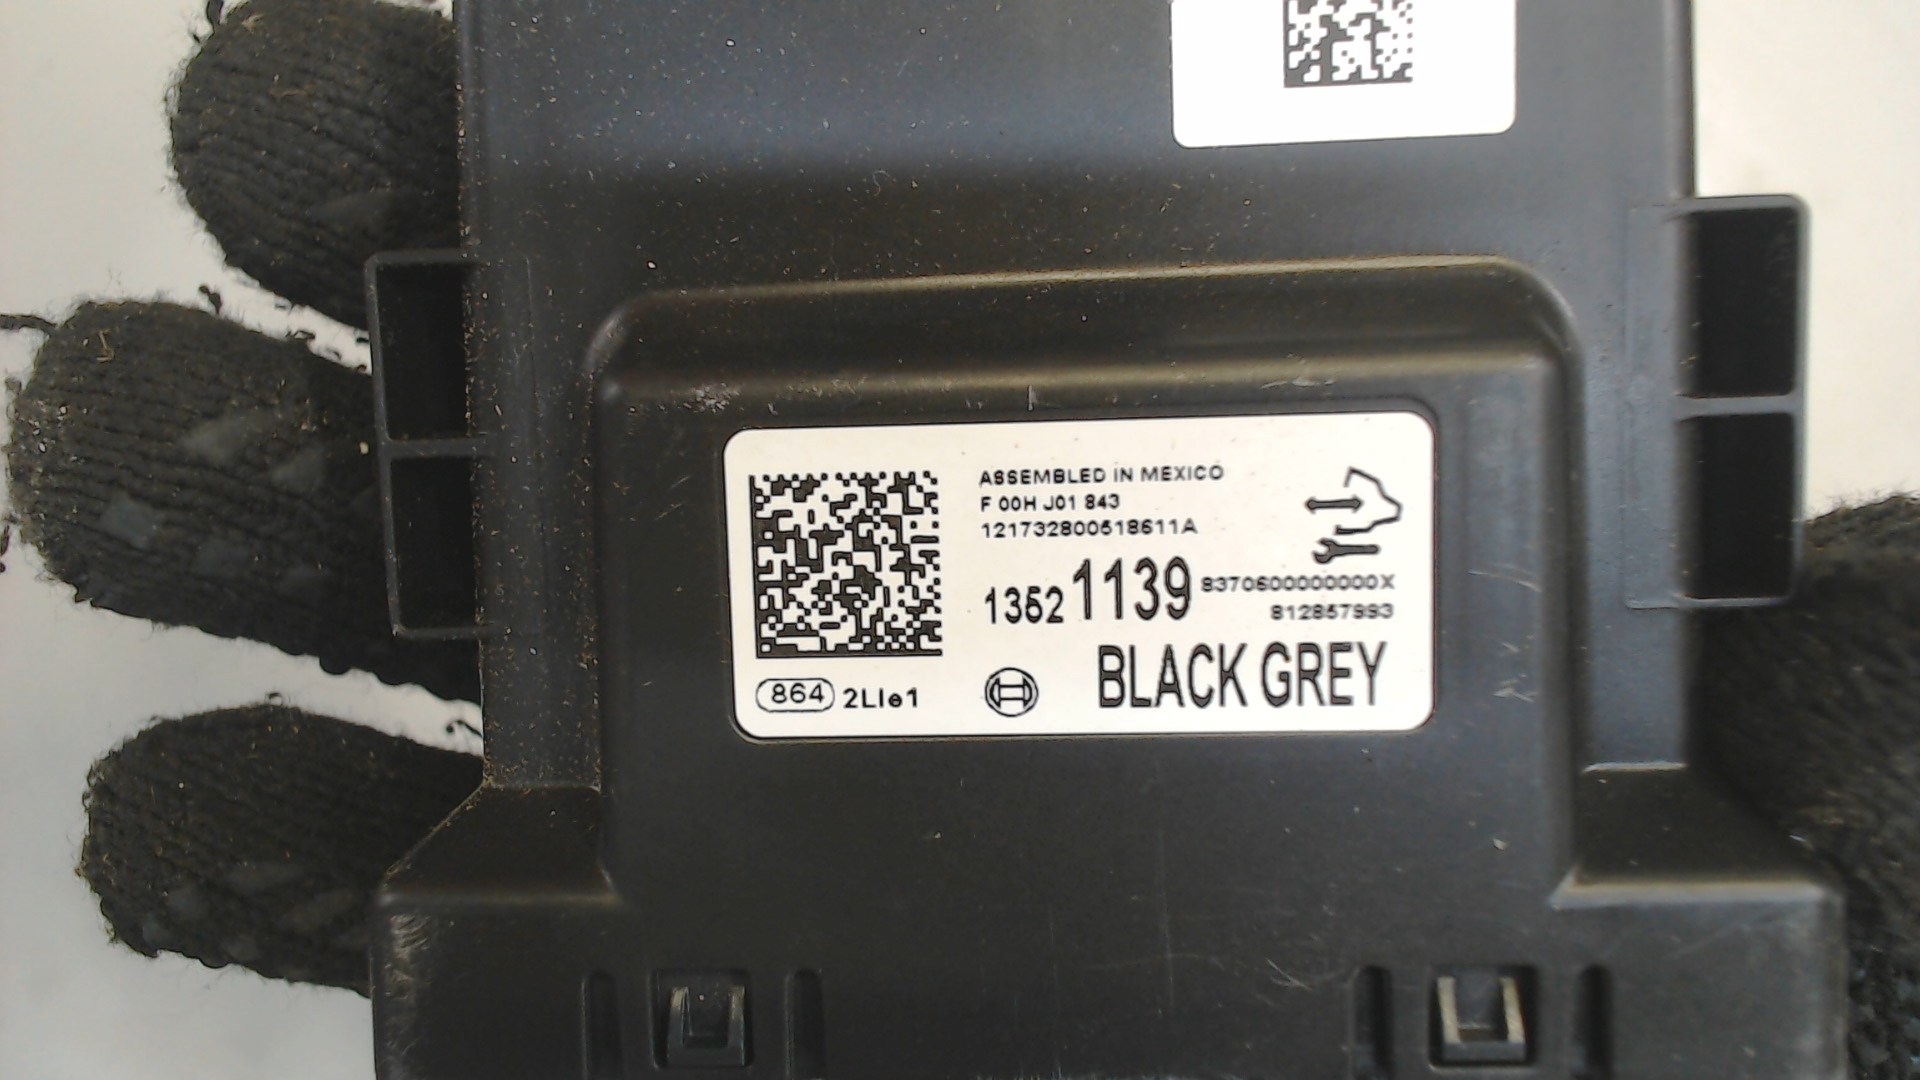 ASSEMBLED IN MEXICO
F 00H J01 843
121732800518611A
1352 1139
8370600000000X
812857993
BLACK GREY
864 2LIe1